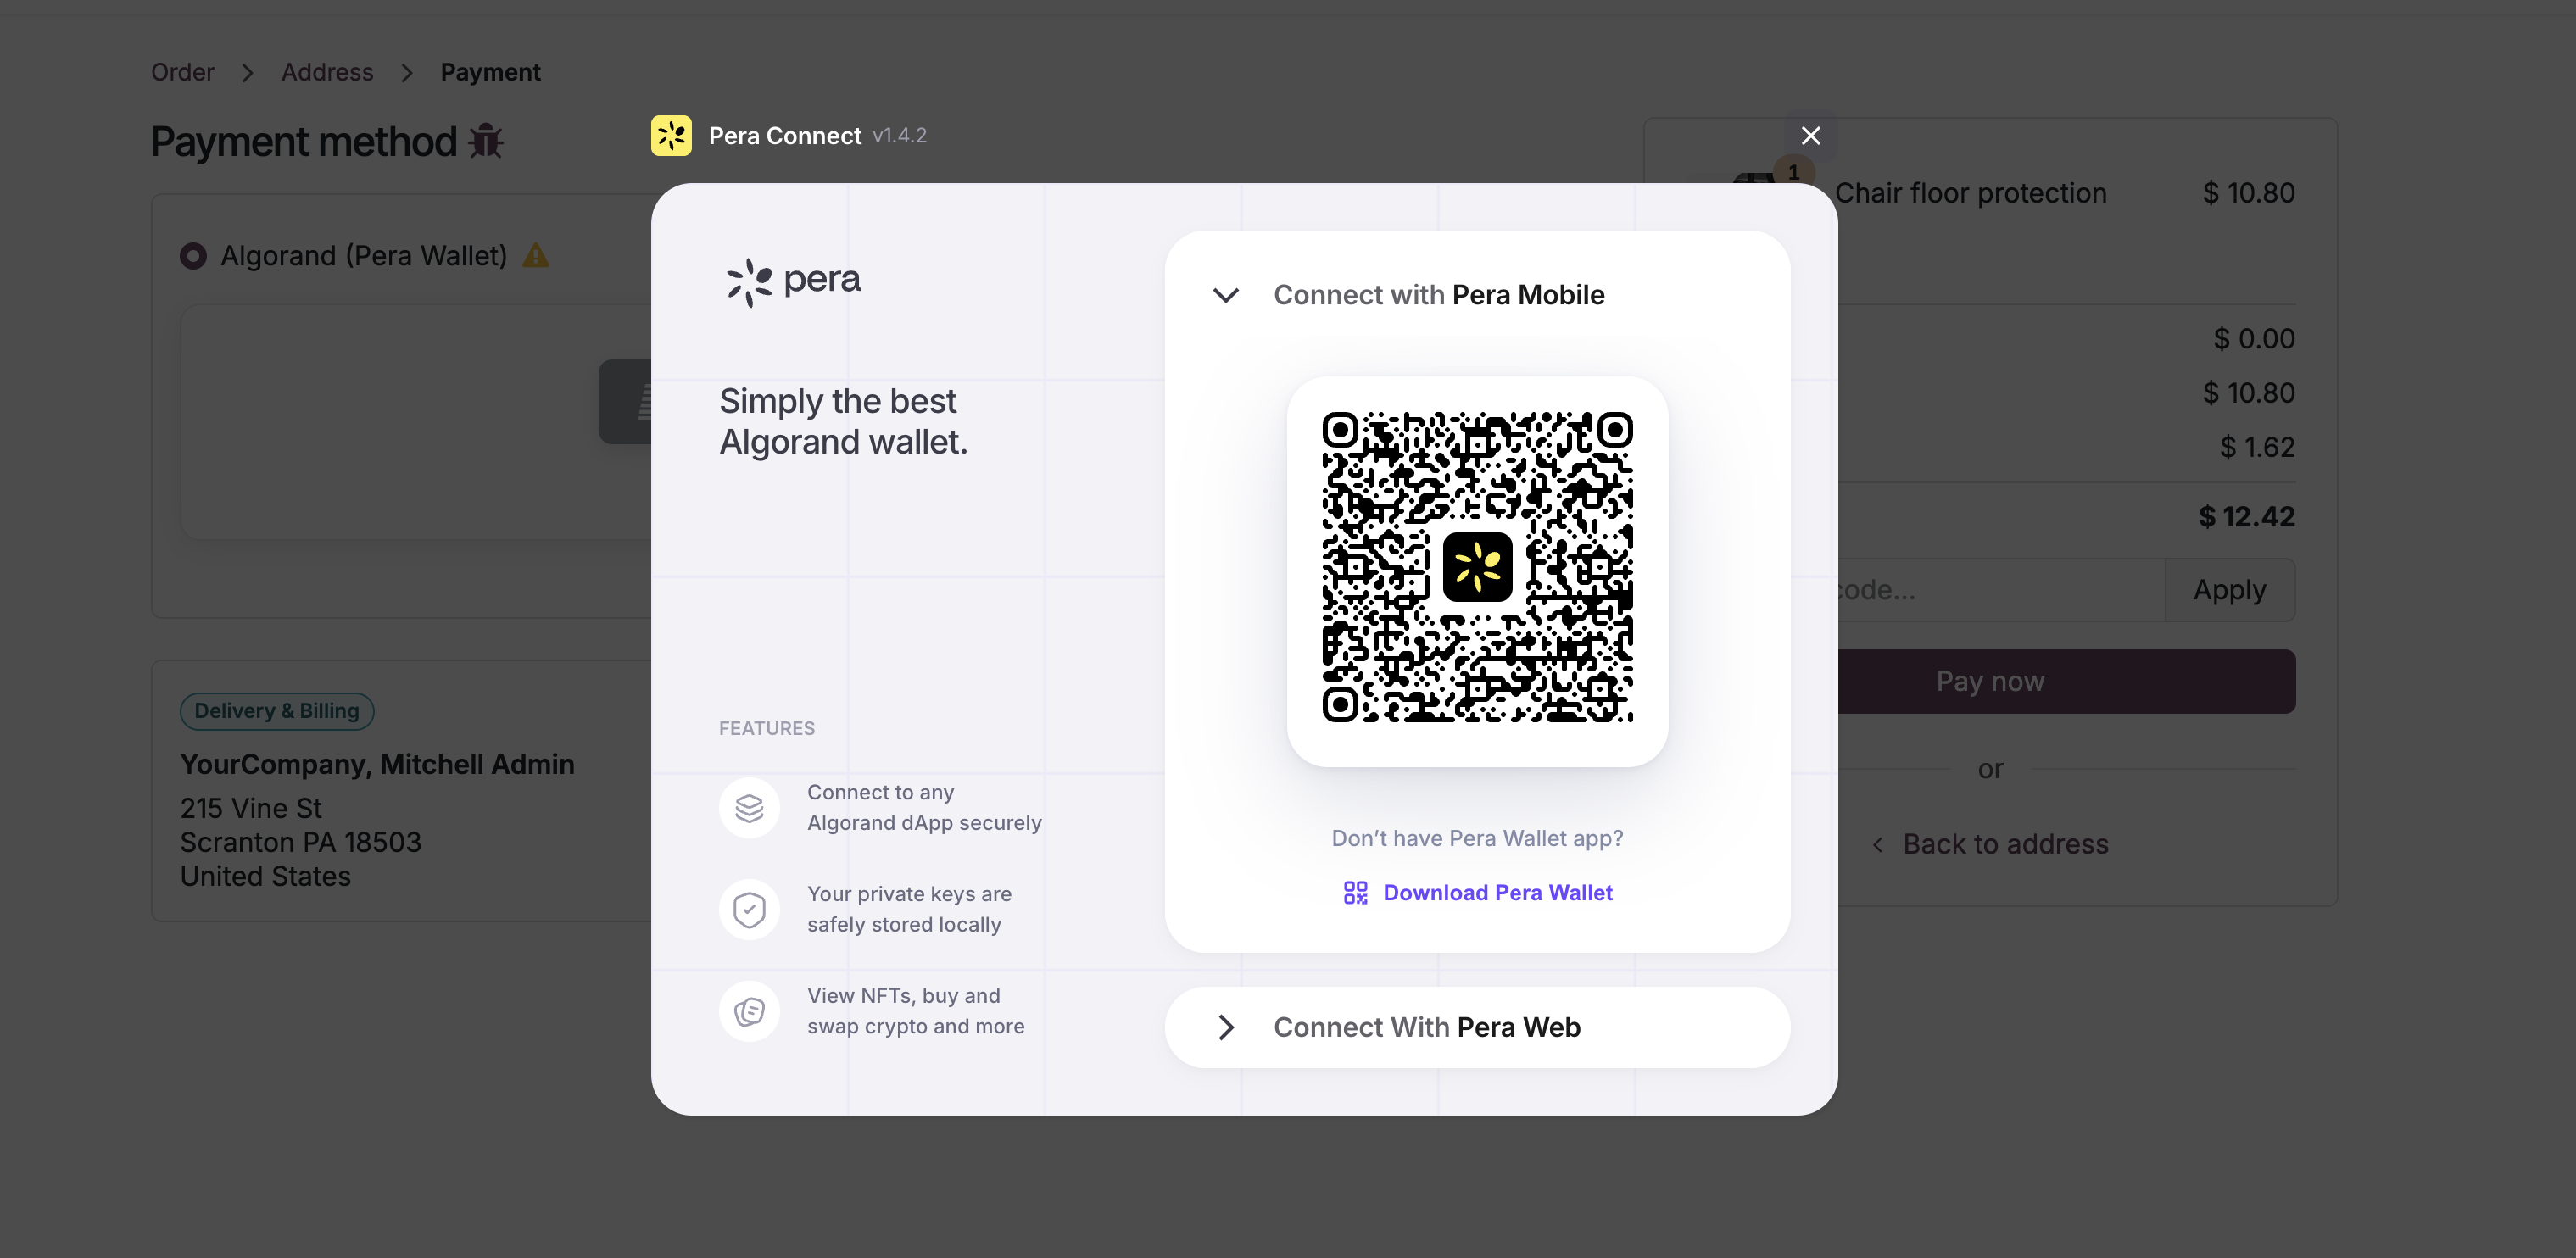 Order
Address
Payment
Payment method
Algorand (Pera Wallet)
Delivery & Billing
YourCompany, Mitchell Admin
215 Vine St
Scranton PA 18503
United States
Pera Connect v1.4.2
pera
Simply the best
Algorand wallet.
FEATURES
Connect to any
Algorand dApp securely
Your private keys are
safely stored locally
View NFTs, buy and
swap crypto and more
Connect with Pera Mobile
Don’t have Pera Wallet app?
Download Pera Wallet
Connect With Pera Web
1
Chair floor protection
$ 10.80
$ 0.00
$ 10.80
$ 1.62
$ 12.42
code...
Apply
Pay now
or
Back to address